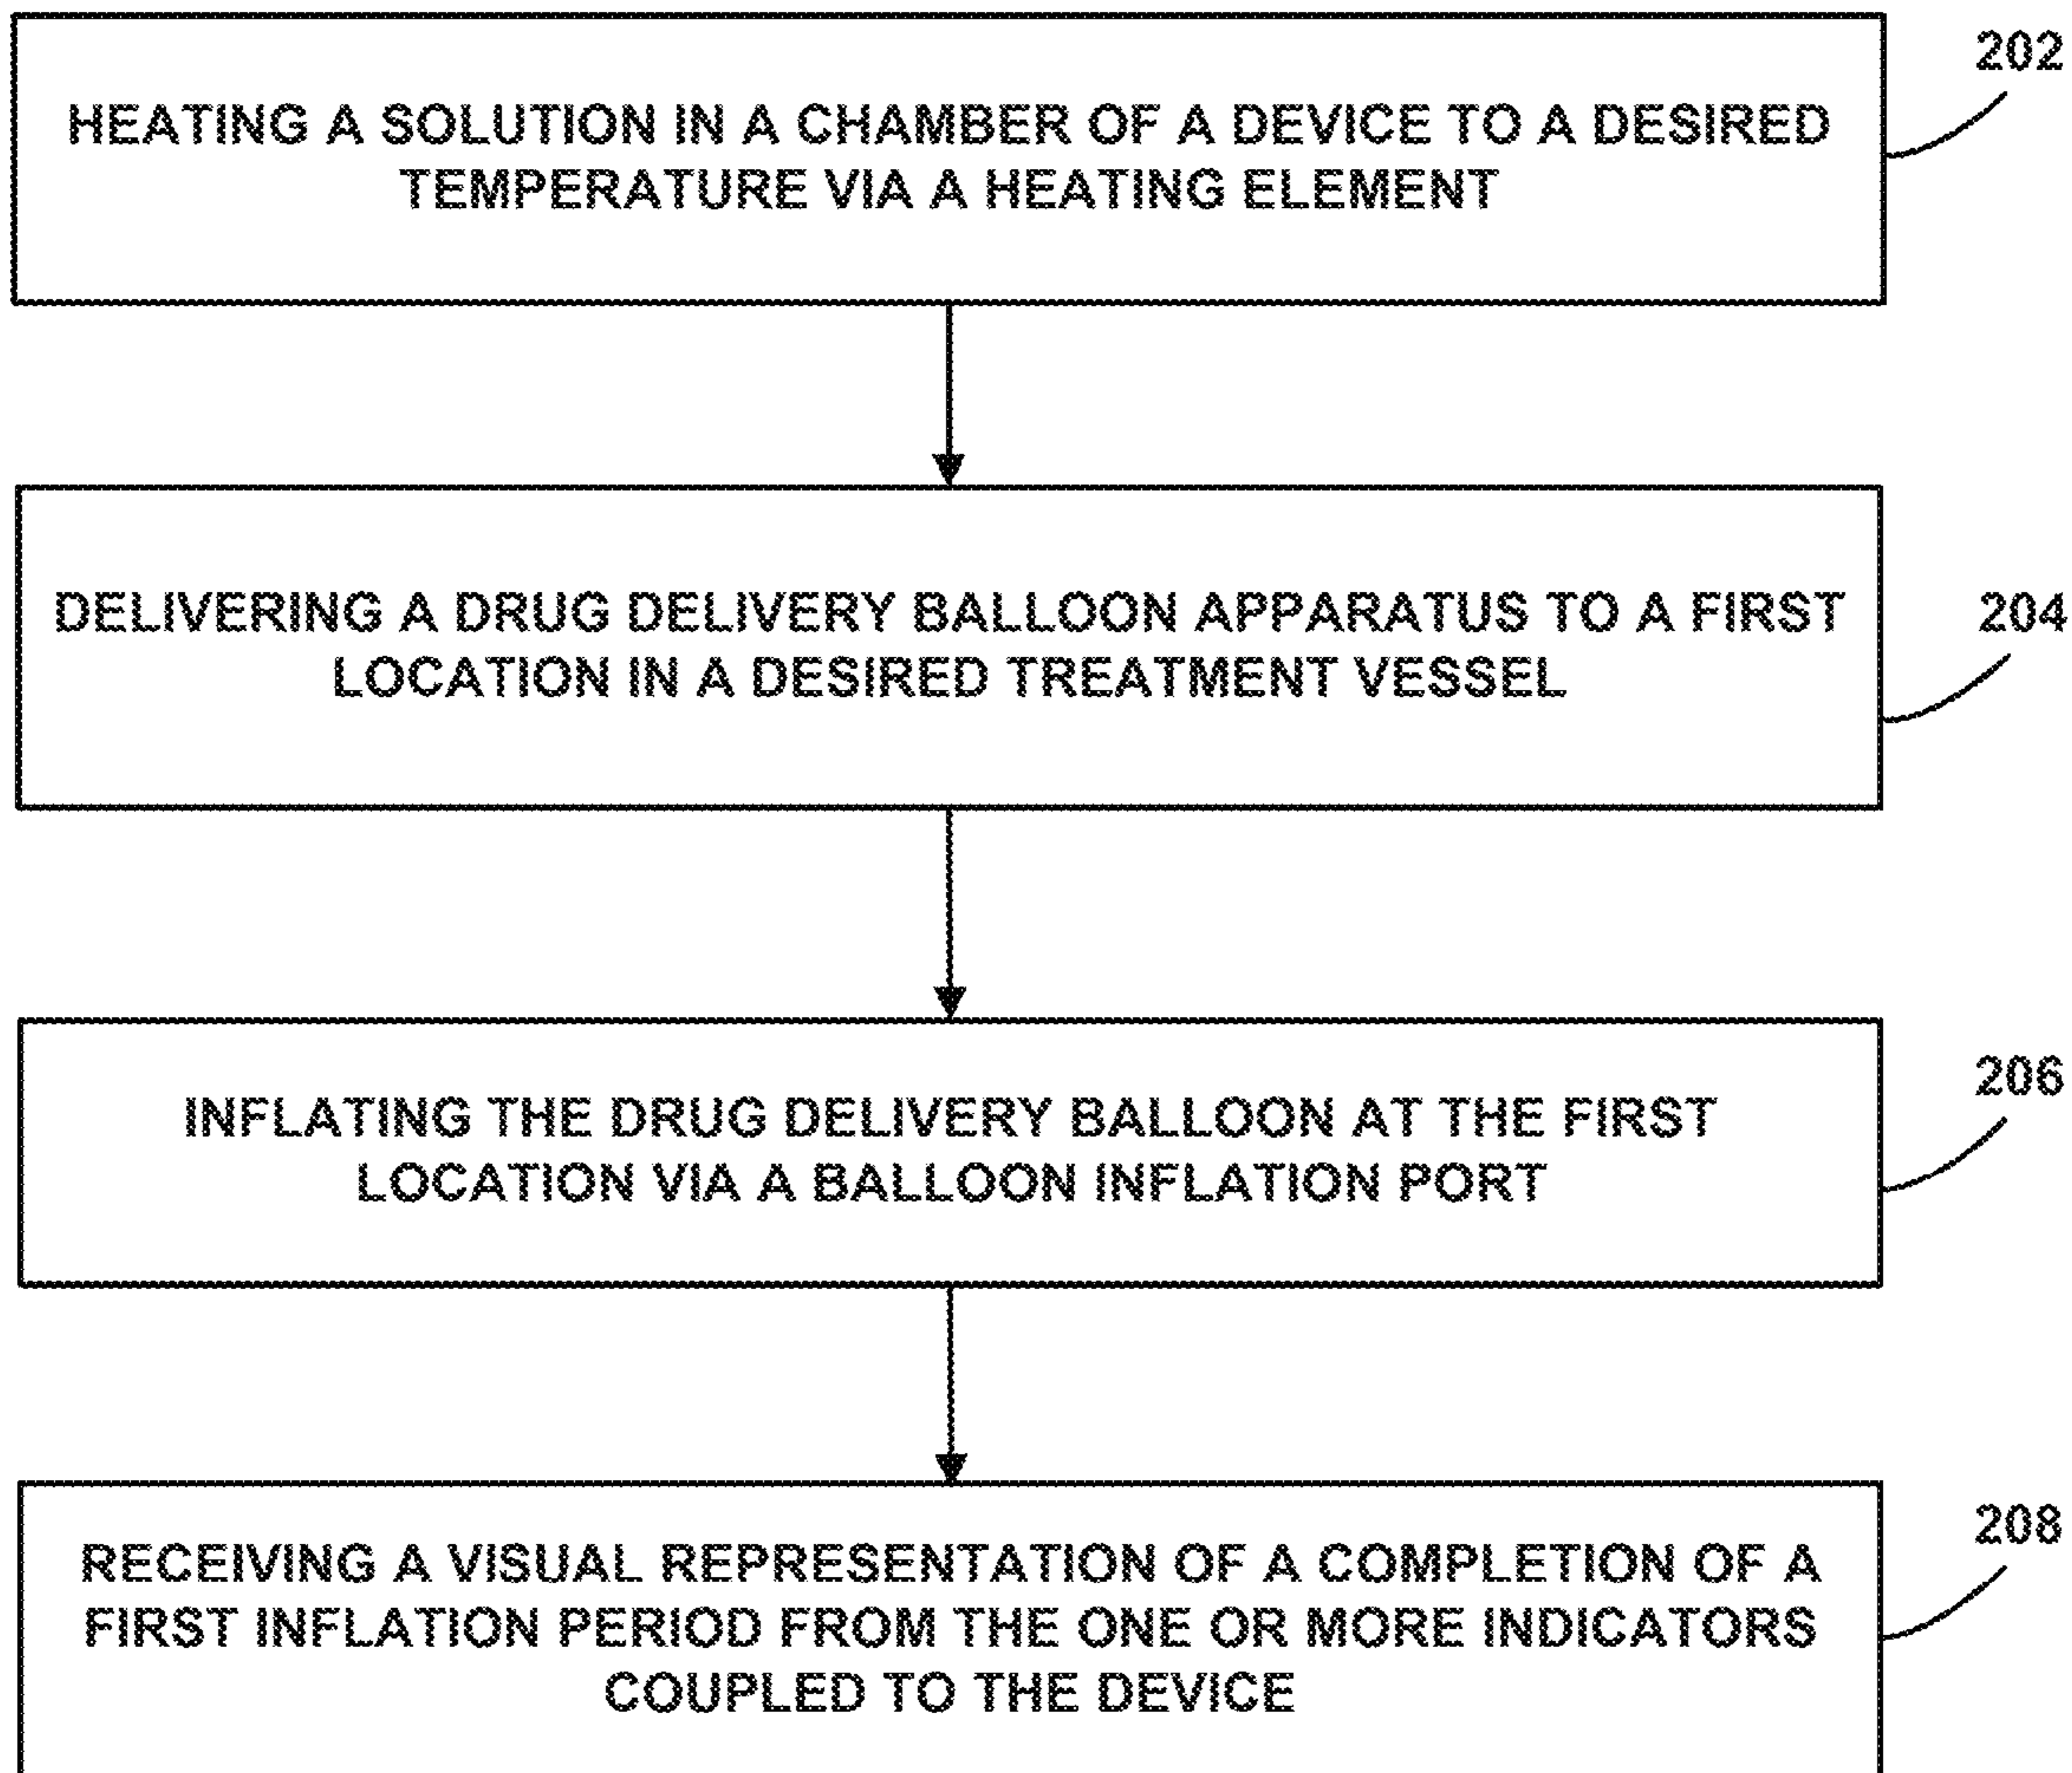 202
HEATING A SOLUTION IN A CHAMBER OF A DEVICE TO A DESIRED
TEMPERATURE VIA A HEATING ELEMENT
204
DELIVERING A DRUG DELIVERY BALLOON APPARATUS TO A FIRST
LOCATION IN A DESIRED TREATMENT VESSEL
206
INFLATING THE DRUG DELIVERY BALLOON AT THE FIRST
LOCATION VIA A BALLOON INFLATION PORT
208
RECEIVING A VISUAL REPRESENTATION OF A COMPLETION OF A
FIRST INFLATION PERIOD FROM THE ONE OR MORE INDICATORS
COUPLED TO THE DEVICE